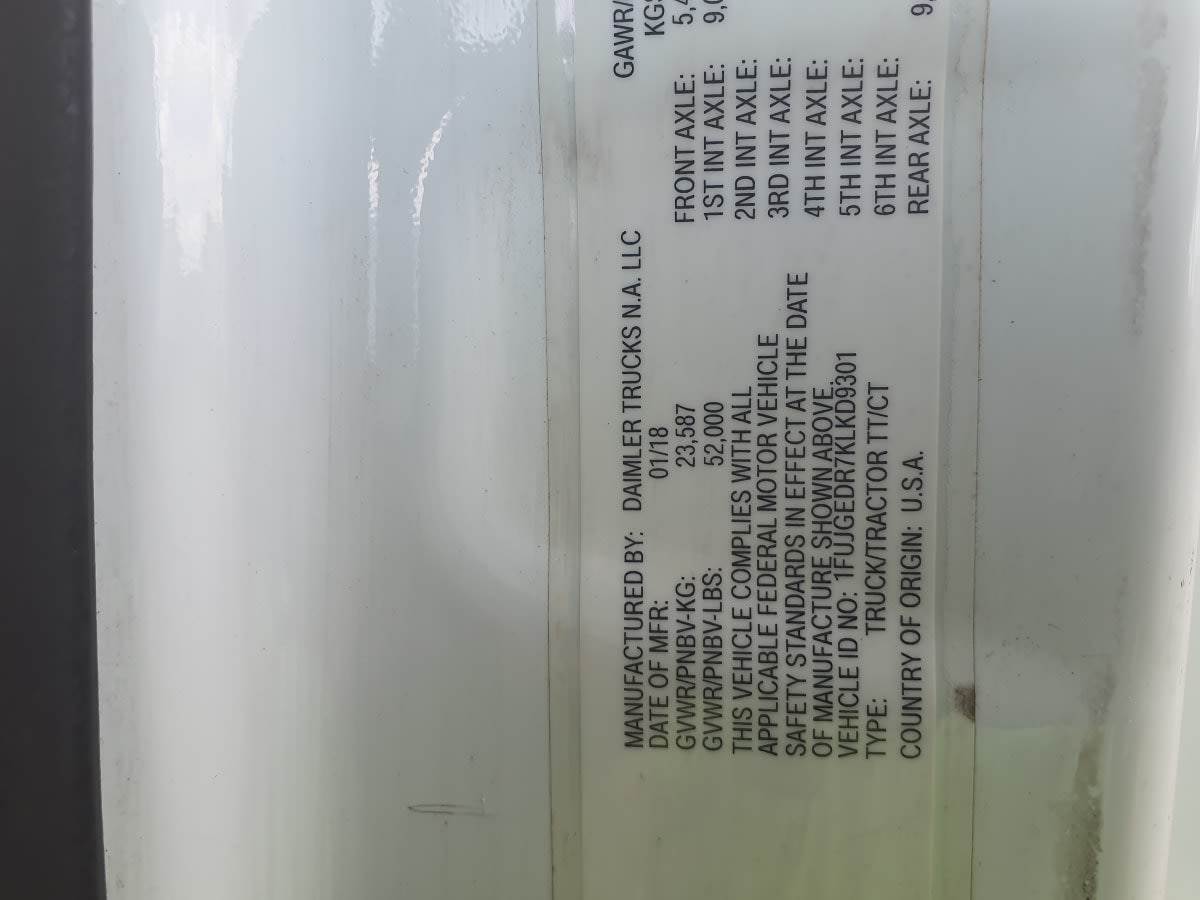 MANUFACTURED BY: DAIMLER TRUCKS N.A. LLC
DATE OF MFR: 01/18
GVWR/PNBV-KG: 23,587
GVWR/PNBV-LBS: 52,000
THIS VEHICLE COMPLIES WITH ALL
APPLICABLE FEDERAL MOTOR VEHICLE
SAFETY STANDARDS IN EFFECT AT THE DATE
OF MANUFACTURE SHOWN ABOVE.
VEHICLE ID NO: 1FUJGEDR7KLKD9301
TYPE: TRUCK/TRACTOR TT/CT
COUNTRY OF ORIGIN: U.S.A.
GAWR/
FRONT AXLE:
1ST INT AXLE:
2ND INT AXLE:
3RD INT AXLE:
4TH INT AXLE:
5TH INT AXLE:
6TH INT AXLE:
REAR AXLE: